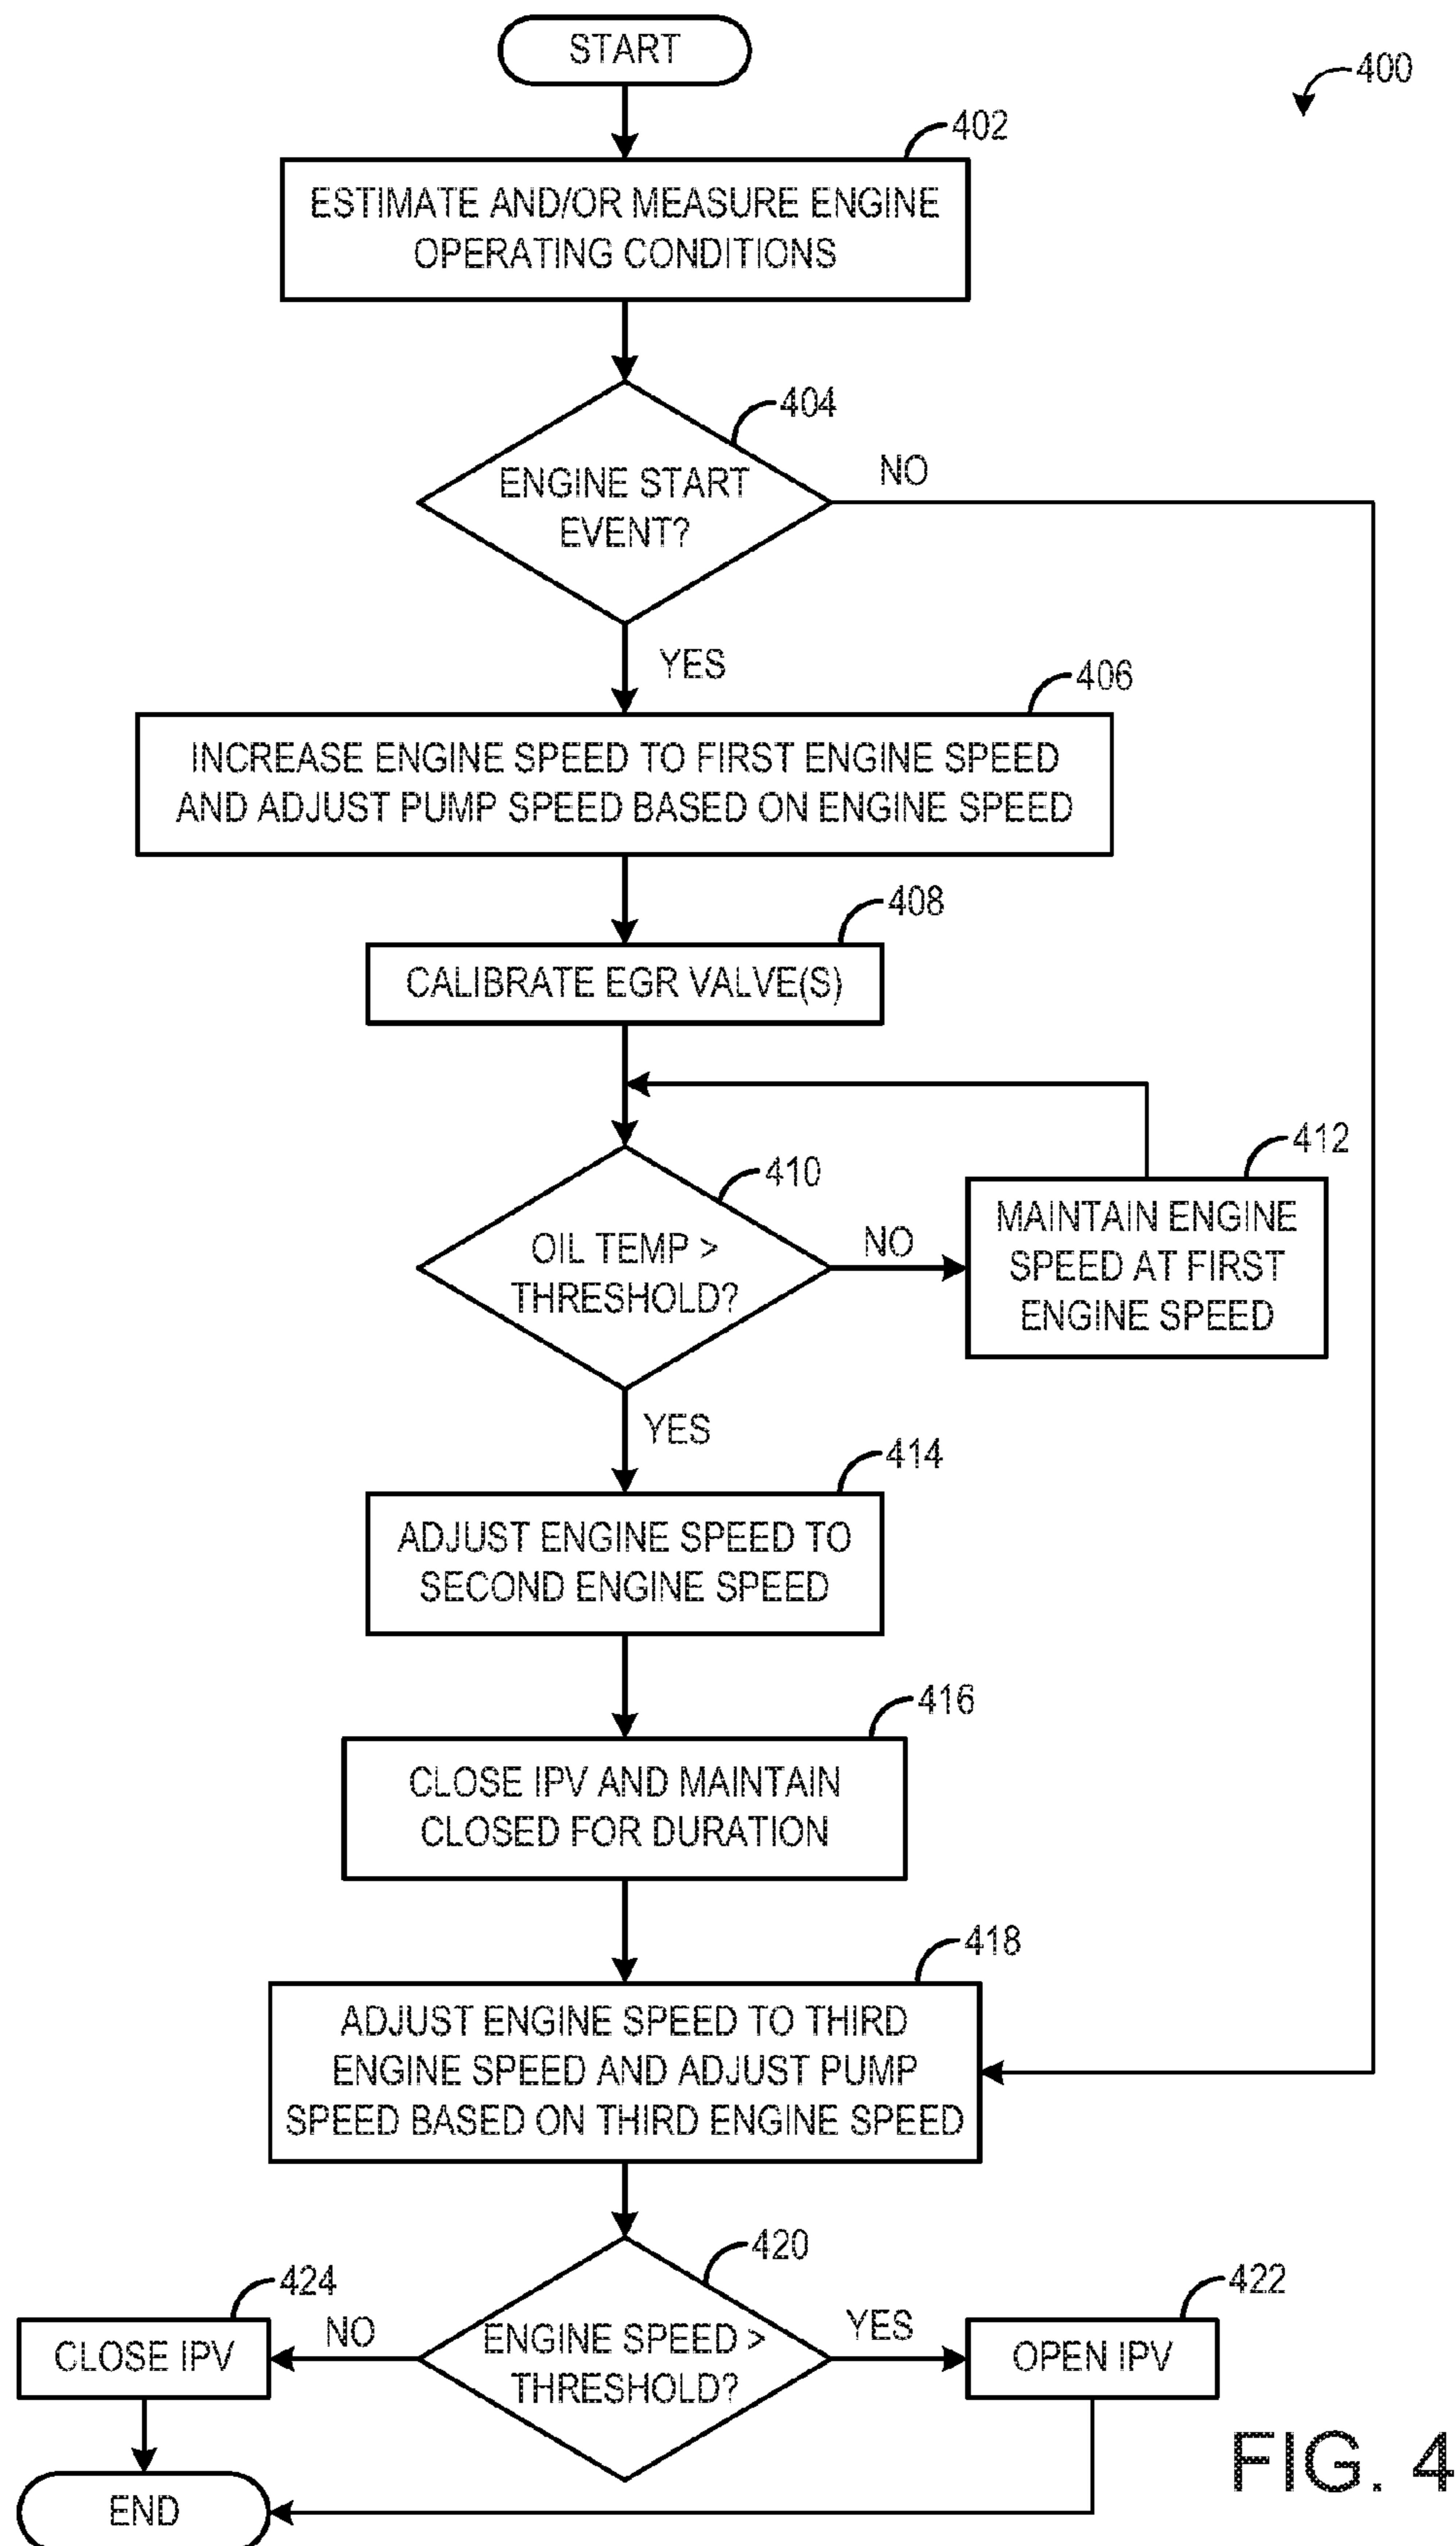 START
400
402
ESTIMATE AND/OR MEASURE ENGINE
OPERATING CONDITIONS
404
ENGINE START
EVENT?
NO
YES
406
INCREASE ENGINE SPEED TO FIRST ENGINE SPEED
AND ADJUST PUMP SPEED BASED ON ENGINE SPEED
408
CALIBRATE EGR VALVE(S)
410
OIL TEMP >
THRESHOLD?
NO
412
MAINTAIN ENGINE
SPEED AT FIRST
ENGINE SPEED
YES
414
ADJUST ENGINE SPEED TO
SECOND ENGINE SPEED
416
CLOSE IPV AND MAINTAIN
CLOSED FOR DURATION
418
ADJUST ENGINE SPEED TO THIRD
ENGINE SPEED AND ADJUST PUMP
SPEED BASED ON THIRD ENGINE SPEED
420
ENGINE SPEED >
THRESHOLD?
NO
YES
424
CLOSE IPV
422
OPEN IPV
END
FIG. 4